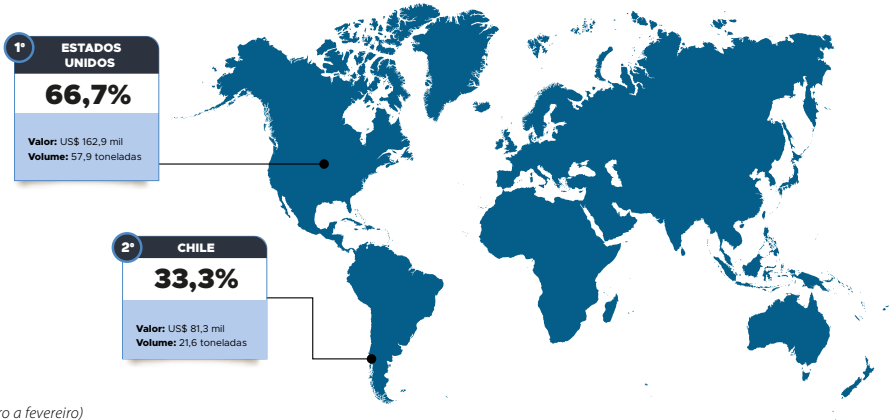 1º
ESTADOS
UNIDOS
66,7%
Valor: US$ 162,9 mil
Volume: 57,9 toneladas
2º
CHILE
33,3%
Valor: US$ 81,3 mil
Volume: 21,6 toneladas
a fevereiro)